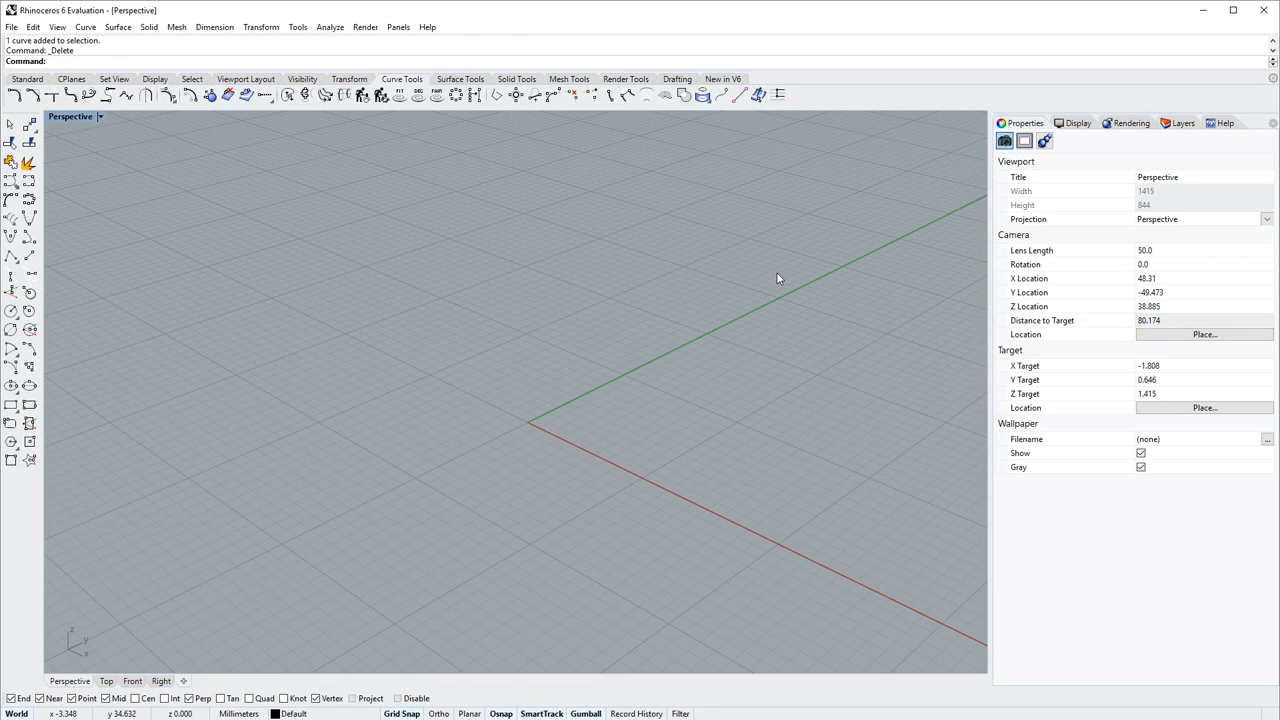 Rhinoceros 6 Evaluation - [Perspective]
File Edit View Curve Surface Solid Mesh Dimension Transform Tools Analyze Render Panels Help
1 curve added to selection.
Command: _Delete
Command:
Standard CPlanes Set View Display Select Viewport Layout Visibility Transform Curve Tools Surface Tools Solid Tools Mesh Tools Render Tools Drafting New in V6
Perspective
Properties Display Rendering Layers Help
Viewport
Title Perspective
Width 1415
Height 844
Projection Perspective
Camera
Lens Length 50.0
Rotation 0.0
X Location 48.31
Y Location -49.473
Z Location 38.885
Distance to Target 80.174
Location Place...
Target
X Target -1.808
Y Target 0.646
Z Target 1.415
Location Place...
Wallpaper
Filename (none) ...
Show
Gray
z
y
x
Perspective Top Front Right
End Near Point Mid Cen Int Perp Tan Quad Knot Vertex Project Disable
World x -3.348 y 34.632 z 0.000 Millimeters Default Grid Snap Ortho Planar Osnap SmartTrack Gumball Record History Filter